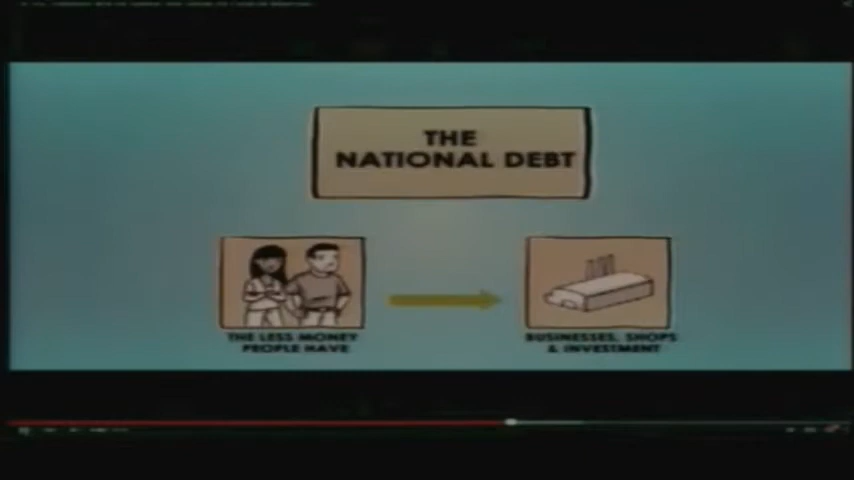 THE
NATIONAL DEBT
THE LESS MONEY
PEOPLE HAVE
BUSINESSES, SHOPS
& INVESTMENT